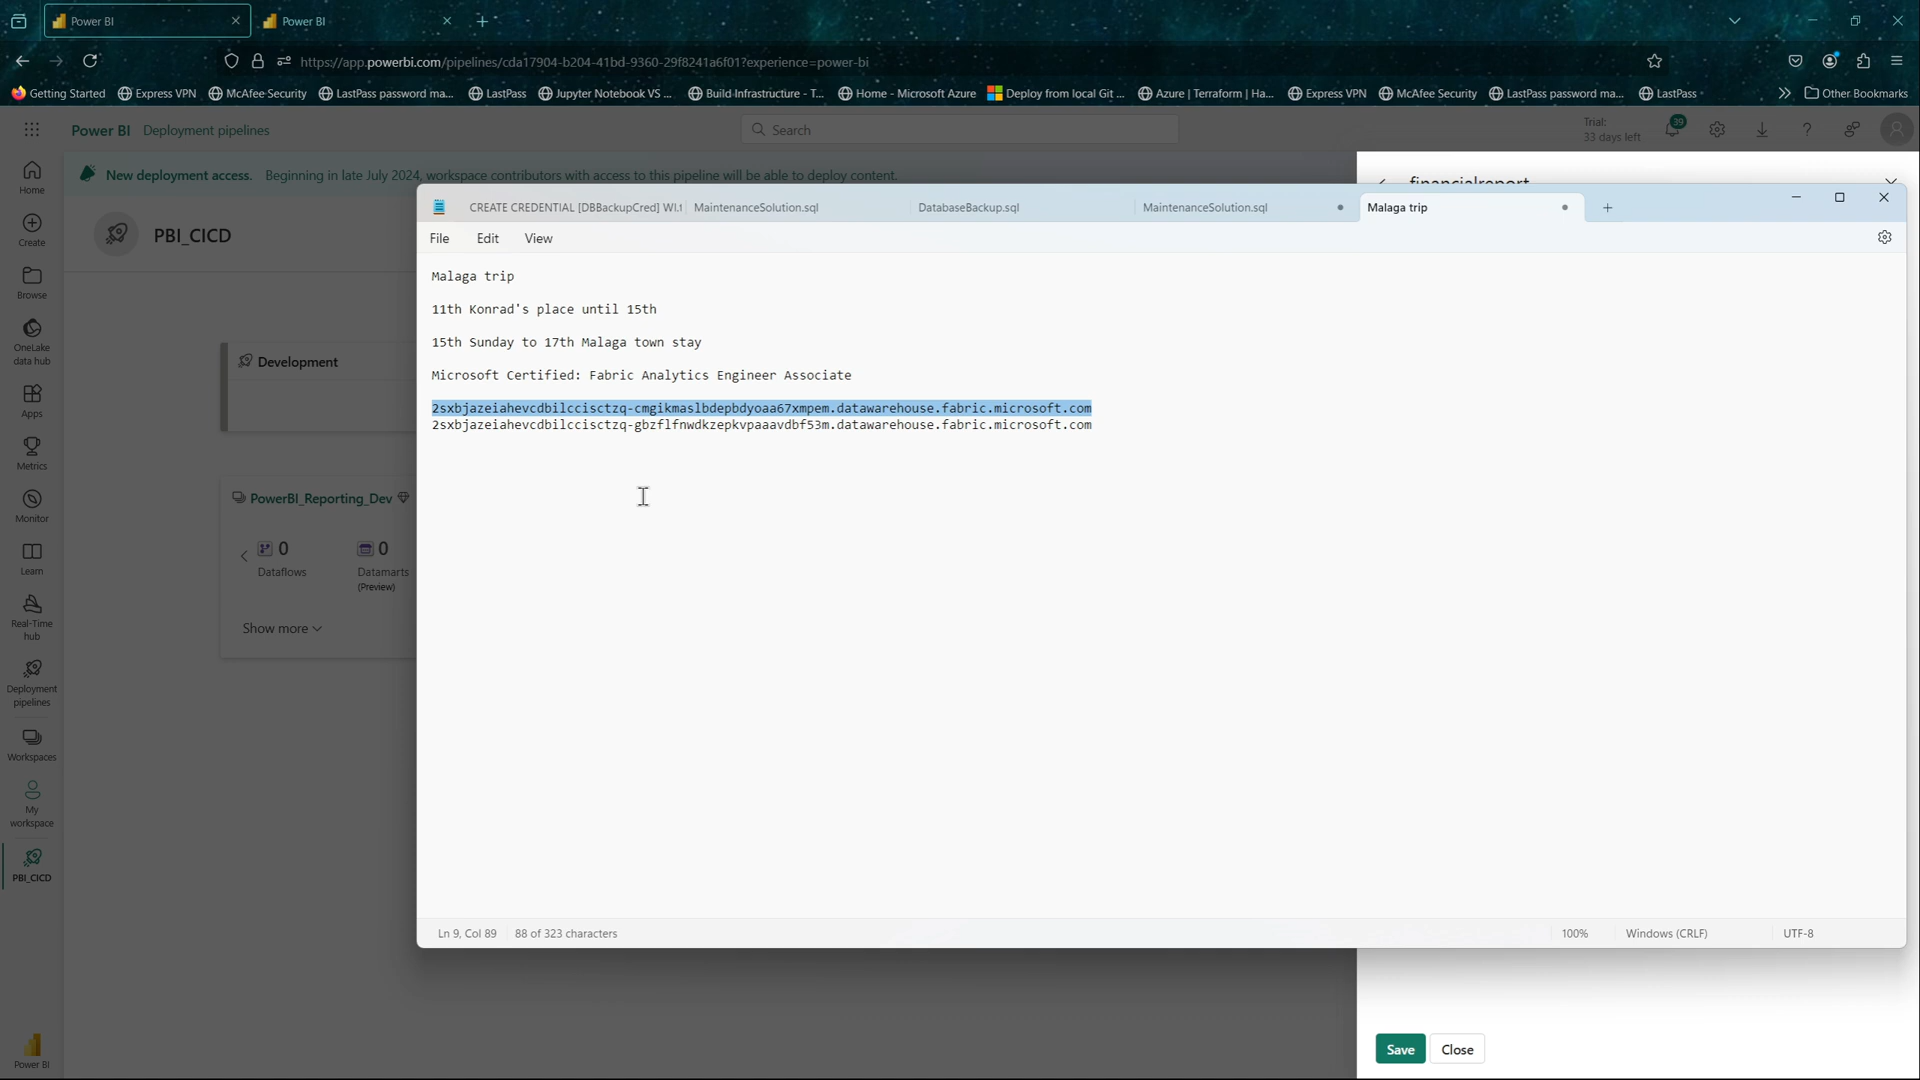 Power BI
Power BI
https://app.powerbi.com/pipelines/cda17904-b204-41bd-9360-29f8241a6f01?experience=power-bi
Getting Started
Express VPN
McAfee Security
LastPass password ma...
LastPass
Jupyter Notebook VS ...
Build-Infrastructure - T...
Home - Microsoft Azure
Deploy from local Git ...
Azure | Terraform | Ha...
Express VPN
McAfee Security
LastPass password ma...
LastPass
Other Bookmarks
Power BI Deployment pipelines
Search
Trial:
33 days left
39
New deployment access. Beginning in late July 2024, workspace contributors with access to this pipeline will be able to deploy content.
Home
Create
Browse
OneLake
data hub
Apps
Metrics
Monitor
Learn
Real-Time
hub
Deployment
pipelines
Workspaces
My
workspace
PBI_CICD
Power BI
PBI_CICD
Development
PowerBI_Reporting_Dev
0
Dataflows
0
Datamarts
(Preview)
Show more
financialreport
CREATE CREDENTIAL [DBBackupCred] WI.t
MaintenanceSolution.sql
DatabaseBackup.sql
MaintenanceSolution.sql
Malaga trip
File
Edit
View
Malaga trip
11th Konrad's place until 15th
15th Sunday to 17th Malaga town stay
Microsoft Certified: Fabric Analytics Engineer Associate
2sxbjazeiahevcdbilccisctzq-cmgikmaslbdepbdyoaa67xmpem.datawarehouse.fabric.microsoft.com
2sxbjazeiahevcdbilccisctzq-gbzflfnwdkzepkvpaaavdbf53m.datawarehouse.fabric.microsoft.com
Ln 9, Col 89
88 of 323 characters
100%
Windows (CRLF)
UTF-8
Save
Close